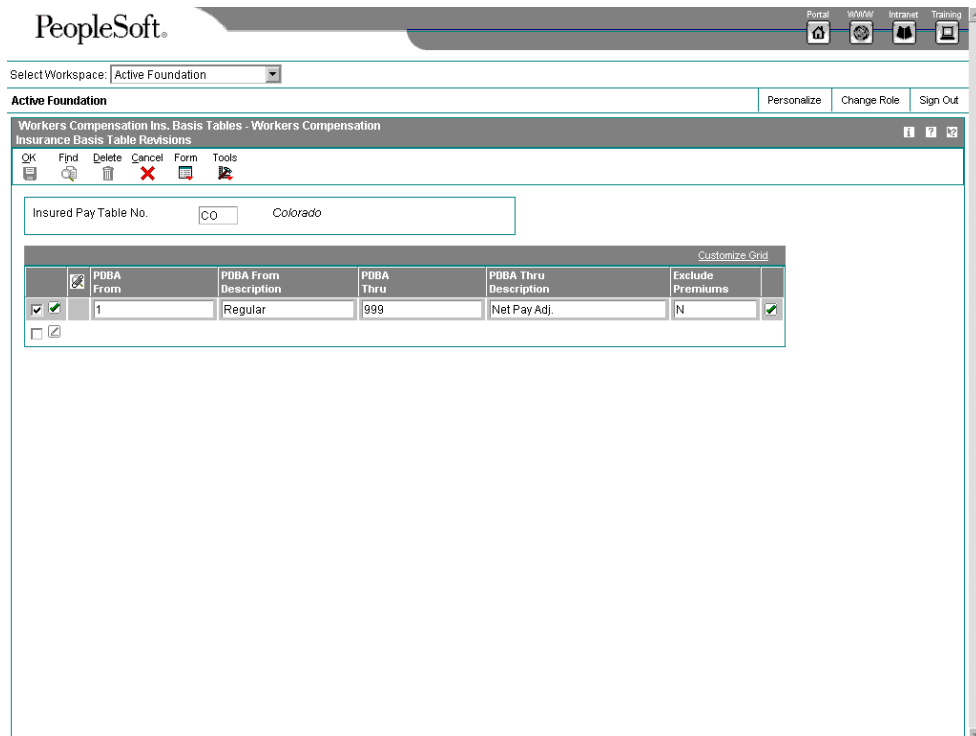 Portal WWW Intranet Training
PeopleSoft.
Select Workspace: Active Foundation
Active Foundation Personalize Change Role Sign Out
Workers Compensation Ins. Basis Tables - Workers Compensation
Insurance Basis Table Revisions
OK Find Delete Cancel Form Tools
Insured Pay Table No. CO Colorado
Customize Grid
PDBA From PDBA From Description PDBA Thru PDBA Thru Description Exclude Premiums
1 Regular 999 Net Pay Adj. N